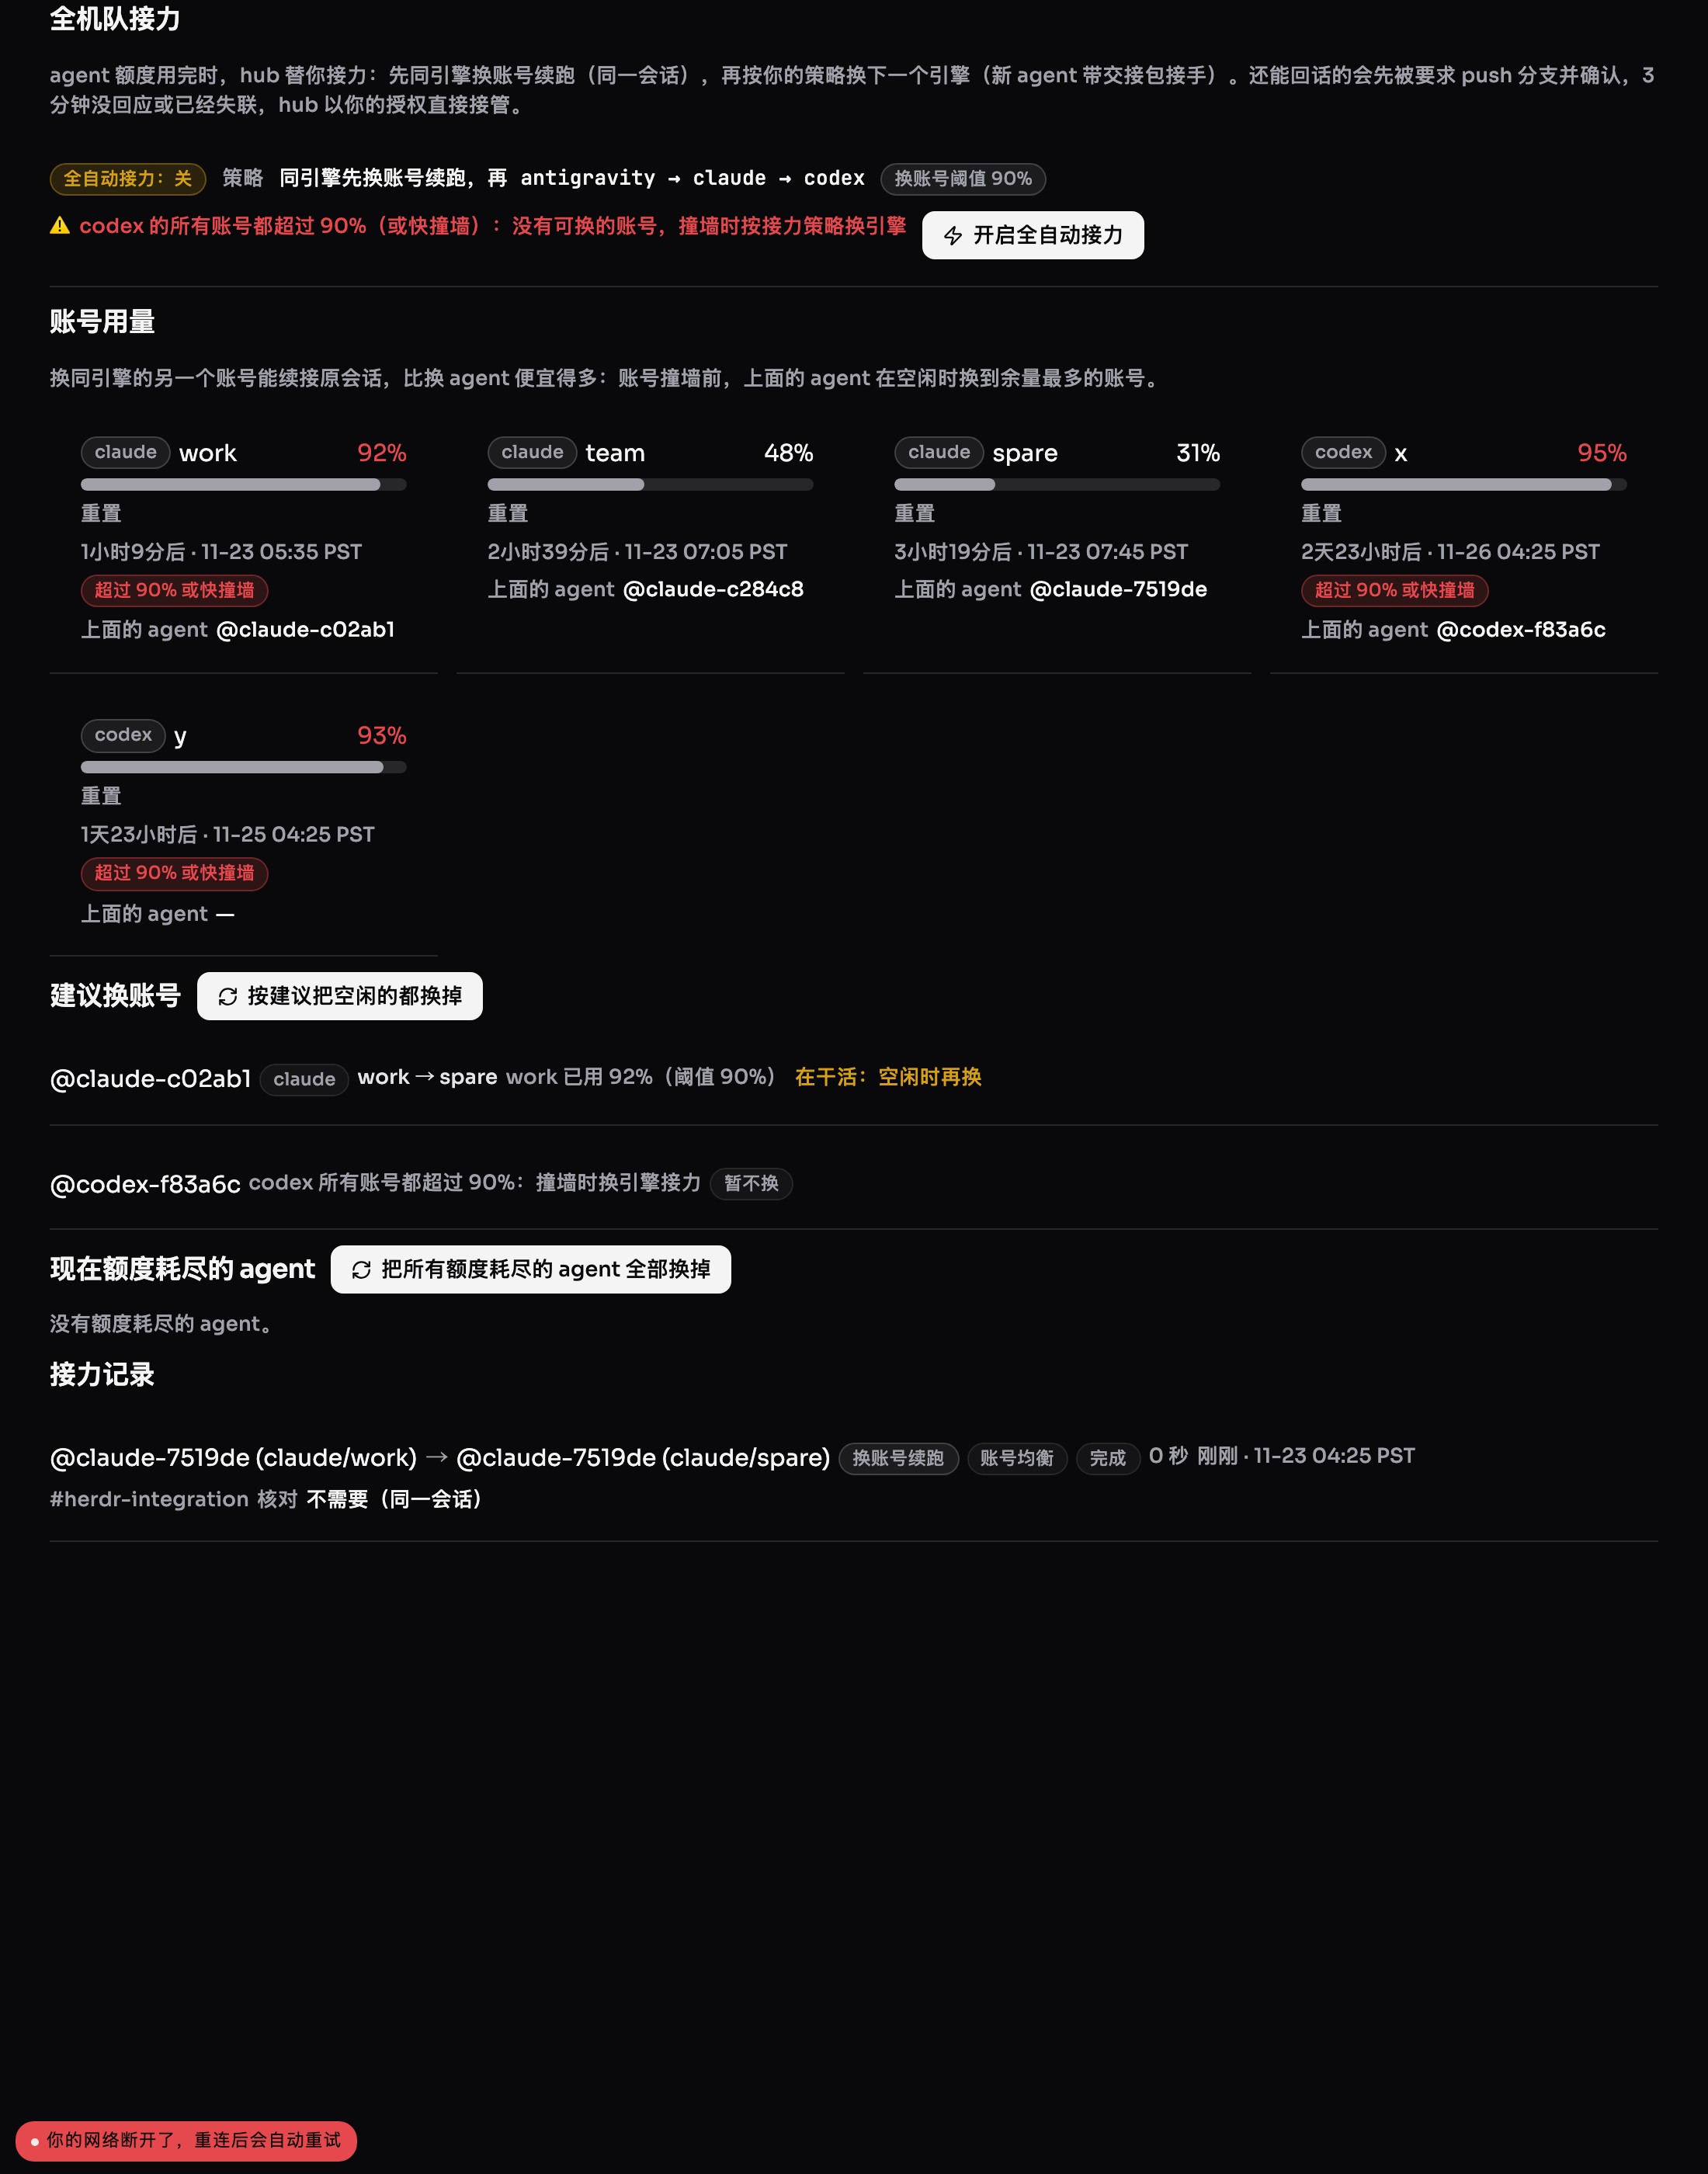 全机队接力
agent 额度用完时，hub 替你接力：先同引擎换账号续跑（同一会话），再按你的策略换下一个引擎（新 agent 带交接包接手）。还能回话的会先被要求 push 分支并确认，3
分钟没回应或已经失联，hub 以你的授权直接接管。
全自动接力：关 策略 同引擎先换账号续跑，再 antigravity → claude → codex 换账号阈值 90%
⚠ codex 的所有账号都超过 90%（或快撞墙）：没有可换的账号，撞墙时按接力策略换引擎 开启全自动接力
账号用量
换同引擎的另一个账号能续接原会话，比换 agent 便宜得多：账号撞墙前，上面的 agent 在空闲时换到余量最多的账号。
claude work 92%
重置
1小时9分后 · 11-23 05:35 PST
超过 90% 或快撞墙
上面的 agent @claude-c02ab1
claude team 48%
重置
2小时39分后 · 11-23 07:05 PST
上面的 agent @claude-c284c8
claude spare 31%
重置
3小时19分后 · 11-23 07:45 PST
上面的 agent @claude-7519de
codex x 95%
重置
2天23小时后 · 11-26 04:25 PST
超过 90% 或快撞墙
上面的 agent @codex-f83a6c
codex y 93%
重置
1天23小时后 · 11-25 04:25 PST
超过 90% 或快撞墙
上面的 agent —
建议换账号 按建议把空闲的都换掉
@claude-c02ab1 claude work → spare work 已用 92%（阈值 90%） 在干活：空闲时再换
@codex-f83a6c codex 所有账号都超过 90%：撞墙时换引擎接力 暂不换
现在额度耗尽的 agent 把所有额度耗尽的 agent 全部换掉
没有额度耗尽的 agent。
接力记录
@claude-7519de (claude/work) → @claude-7519de (claude/spare) 换账号续跑 账号均衡 完成 0 秒 刚刚 · 11-23 04:25 PST
#herdr-integration 核对 不需要（同一会话）
你的网络断开了，重连后会自动重试